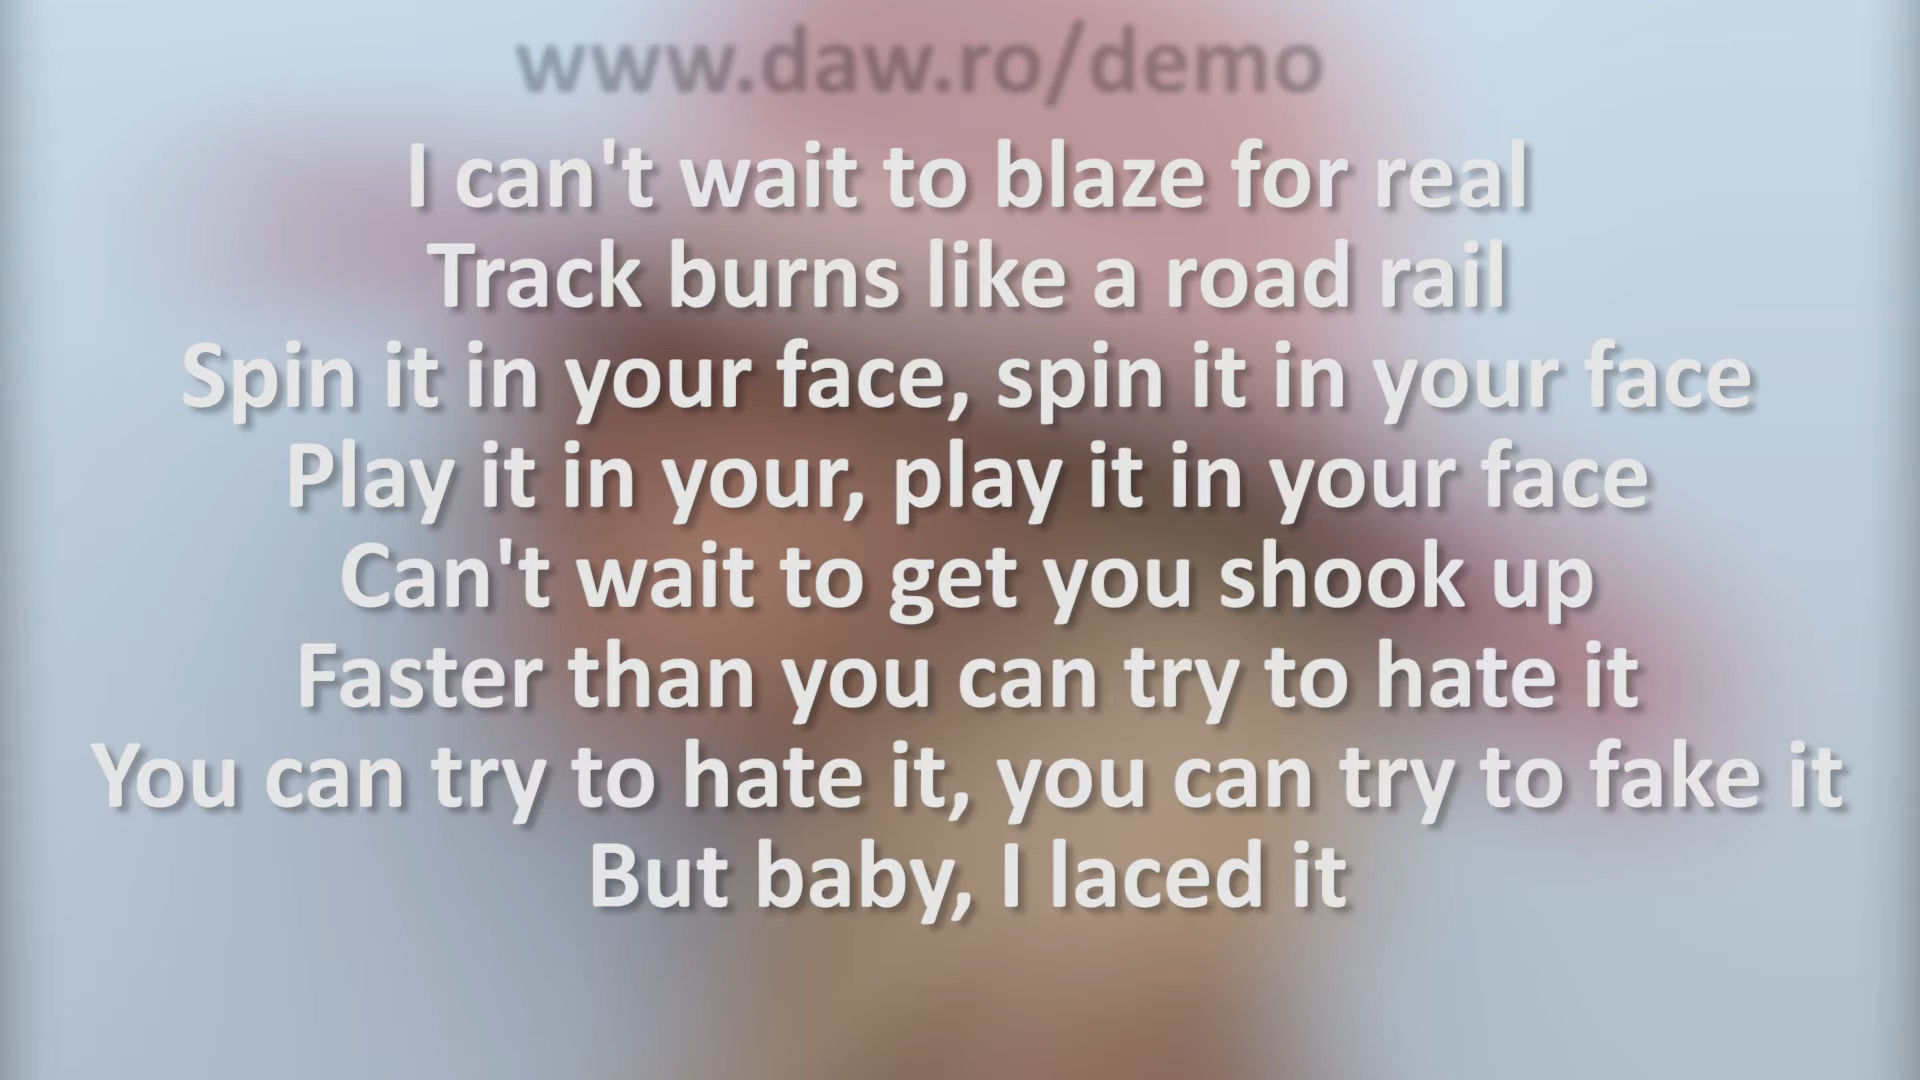 www.daw.ro/demo
I can't wait to blaze for real
Track burns like a road rail
Spin it in your face, spin it in your face
Play it in your, play it in your face
Can't wait to get you shook up
Faster than you can try to hate it
You can try to hate it, you can try to fake it
But baby, I laced it